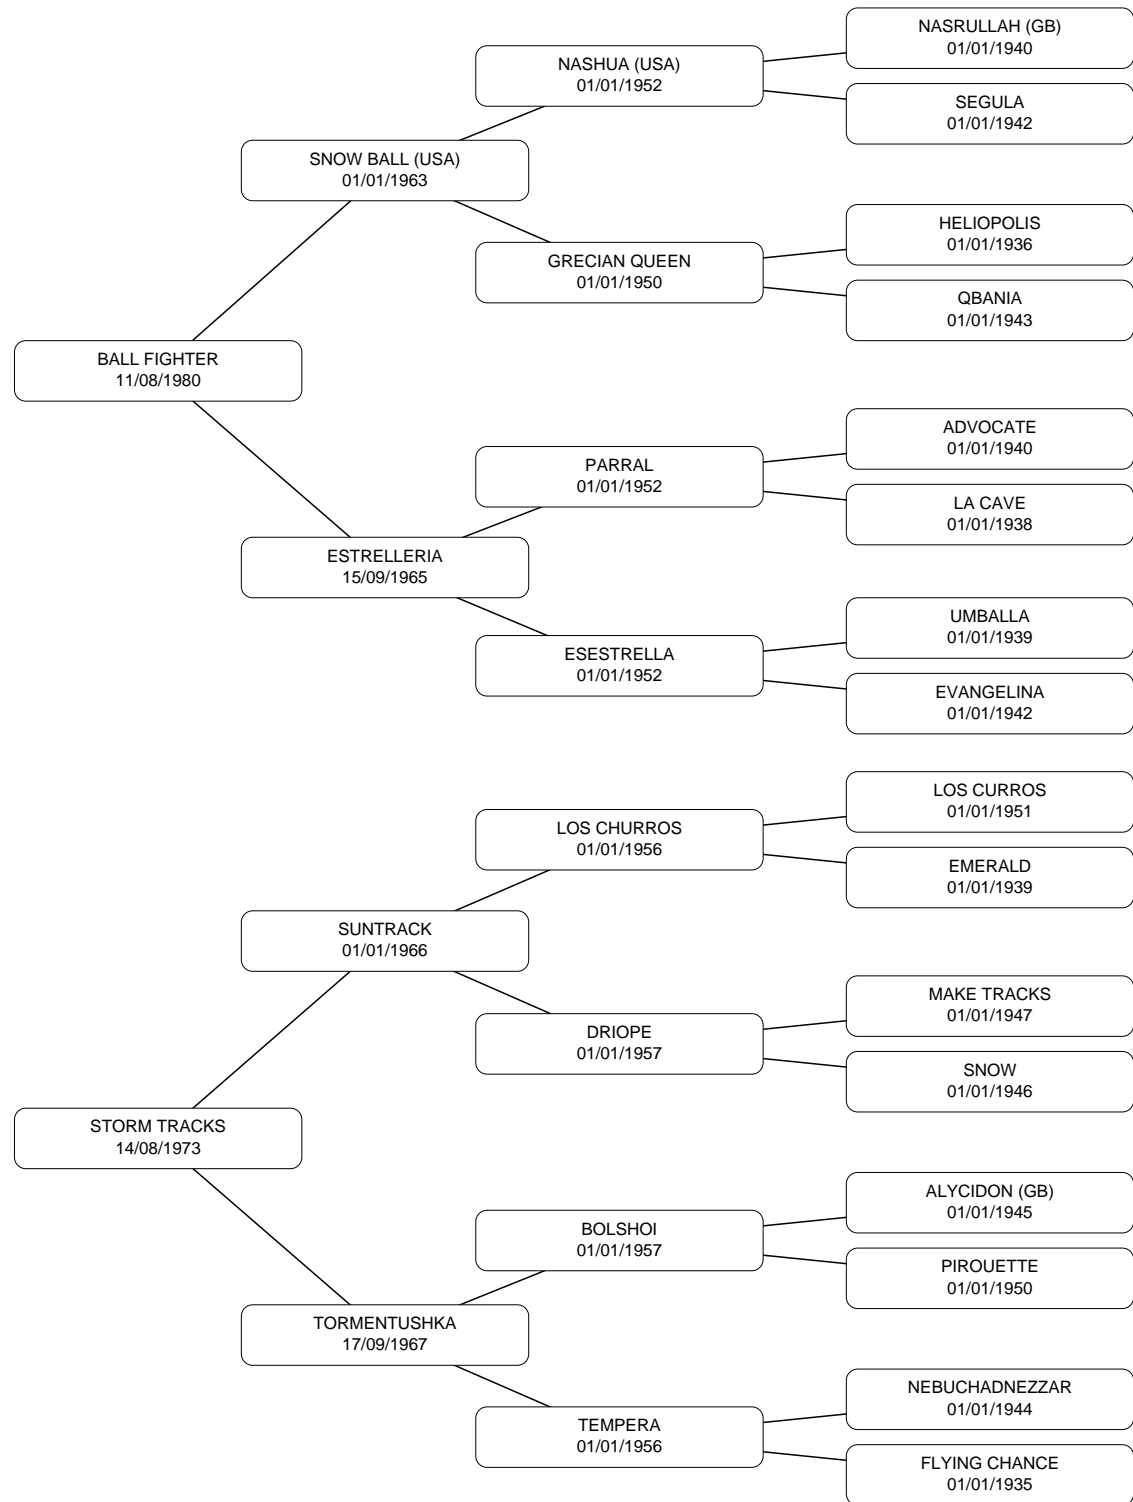 NASRULLAH (GB)
01/01/1940
NASHUA (USA)
01/01/1952
SEGULA
01/01/1942
SNOW BALL (USA)
01/01/1963
HELIOPOLIS
01/01/1936
GRECIAN QUEEN
01/01/1950
QBANIA
01/01/1943
BALL FIGHTER
11/08/1980
ADVOCATE
01/01/1940
PARRAL
01/01/1952
LA CAVE
01/01/1938
ESTRELLERIA
15/09/1965
UMBALLA
01/01/1939
ESESTRELLA
01/01/1952
EVANGELINA
01/01/1942
LOS CURROS
01/01/1951
LOS CHURROS
01/01/1956
EMERALD
01/01/1939
SUNTRACK
01/01/1966
MAKE TRACKS
01/01/1947
DRIOPE
01/01/1957
SNOW
01/01/1946
STORM TRACKS
14/08/1973
ALYCIDON (GB)
01/01/1945
BOLSHOI
01/01/1957
PIROUETTE
01/01/1950
TORMENTUSHKA
17/09/1967
NEBUCHADNEZZAR
01/01/1944
TEMPERA
01/01/1956
FLYING CHANCE
01/01/1935